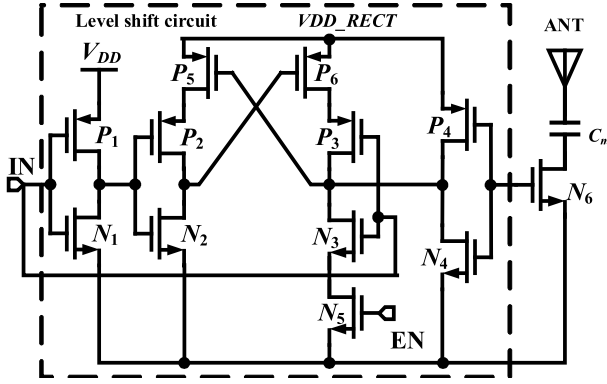 Level shift circuit
VDD_RECT
ANT
VDD
P5
P6
P1
P2
P3
P4
Cn
IN
N6
N1
N2
N3
N4
N5
EN